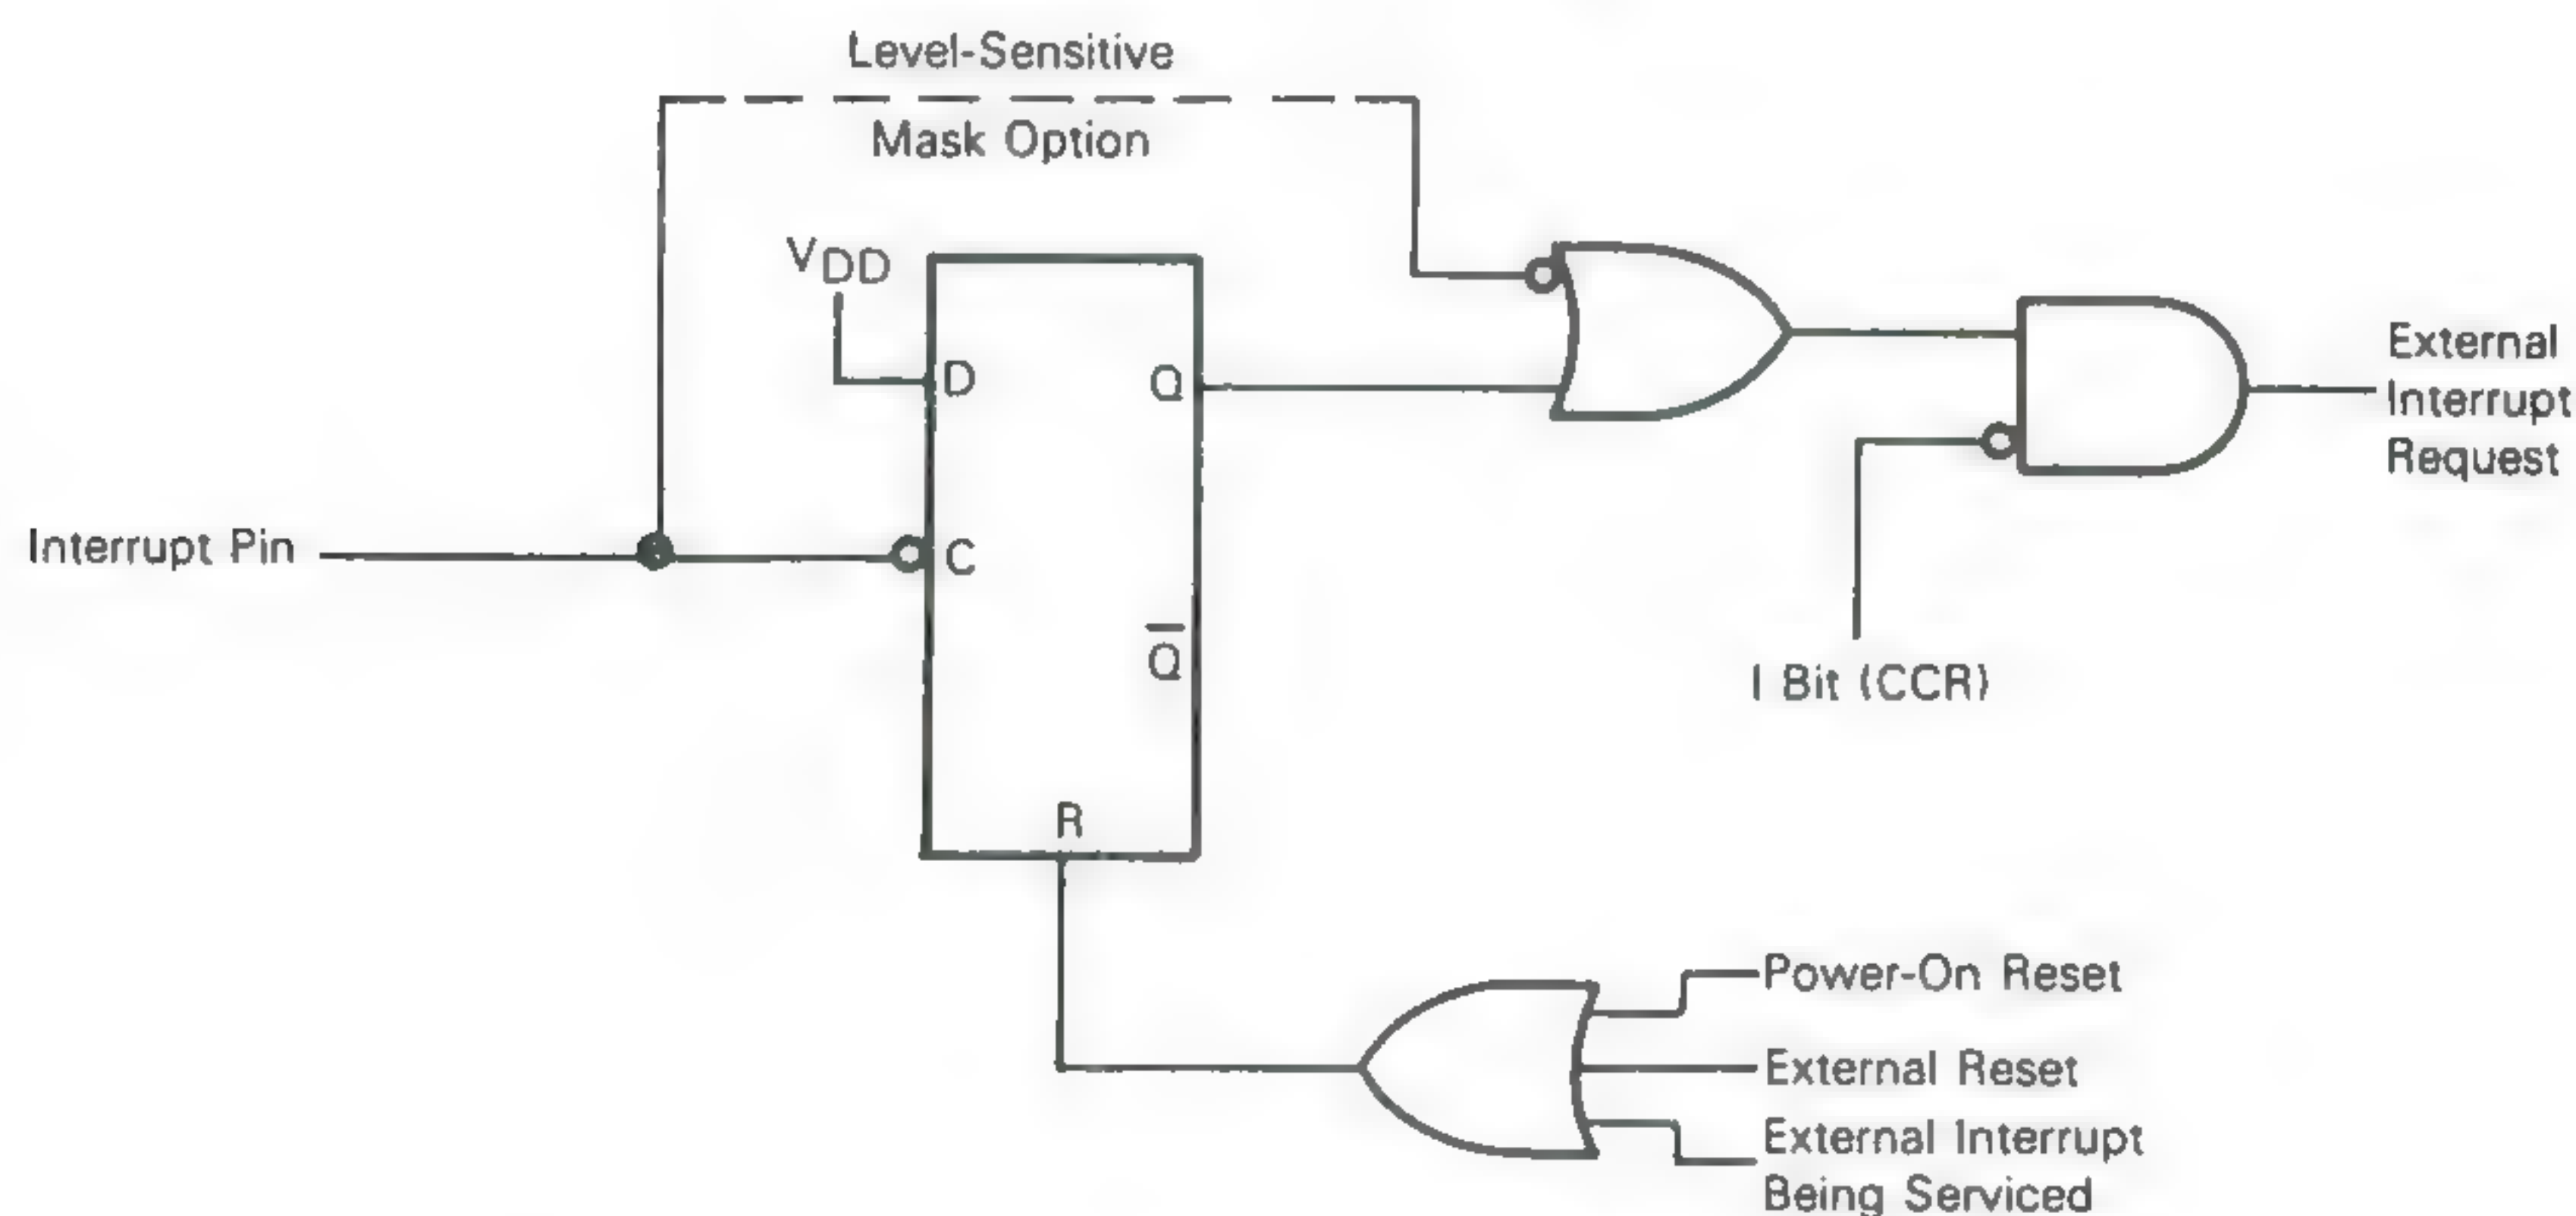 Level-Sensitive
Mask Option
VDD
D
Q
External
Interrupt
Request
Interrupt Pin
C
Q̅
I Bit (CCR)
R
Power-On Reset
External Reset
External Interrupt
Being Serviced